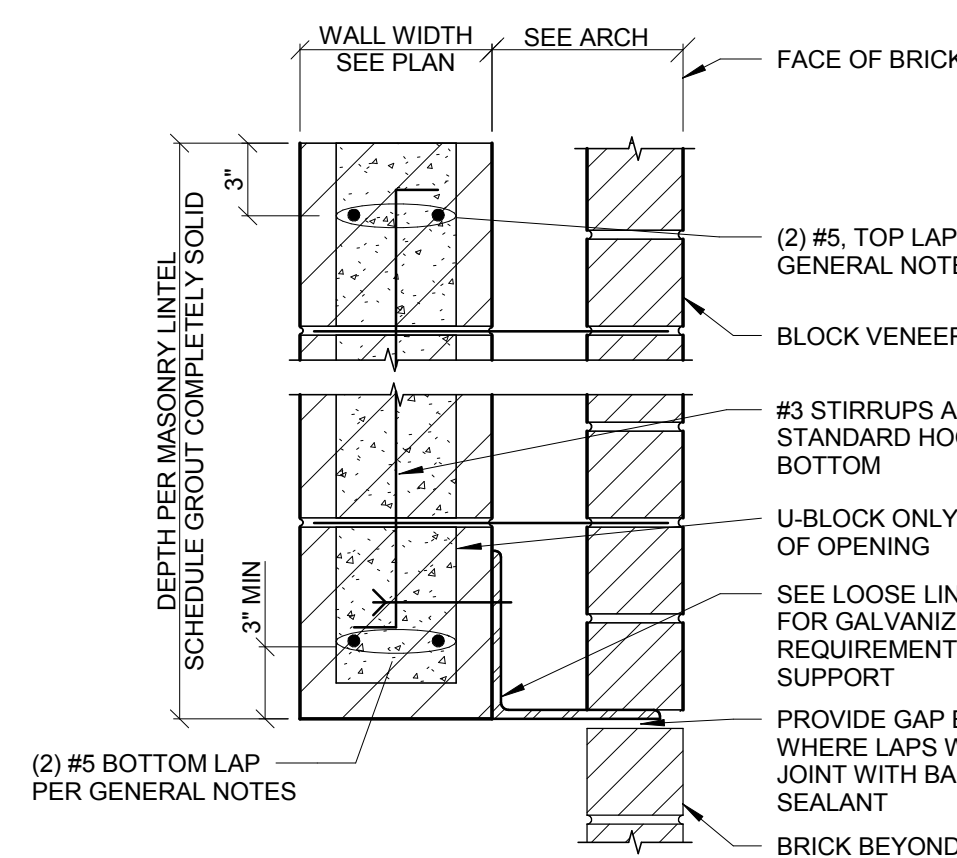 WALL WIDTH
SEE PLAN
SEE ARCH
FACE OF BRICK
3"
DEPTH PER MASONRY LINTEL
SCHEDULE GROUT COMPLETELY SOLID
(2) #5, TOP LAP
GENERAL NOTE
BLOCK VENEER
#3 STIRRUPS A
STANDARD HOO
BOTTOM
U-BLOCK ONLY
OF OPENING
SEE LOOSE LIN
FOR GALVANIZ
REQUIREMENT
SUPPORT
3" MIN
PROVIDE GAP B
WHERE LAPS W
JOINT WITH BA
SEALANT
(2) #5 BOTTOM LAP
PER GENERAL NOTES
BRICK BEYOND